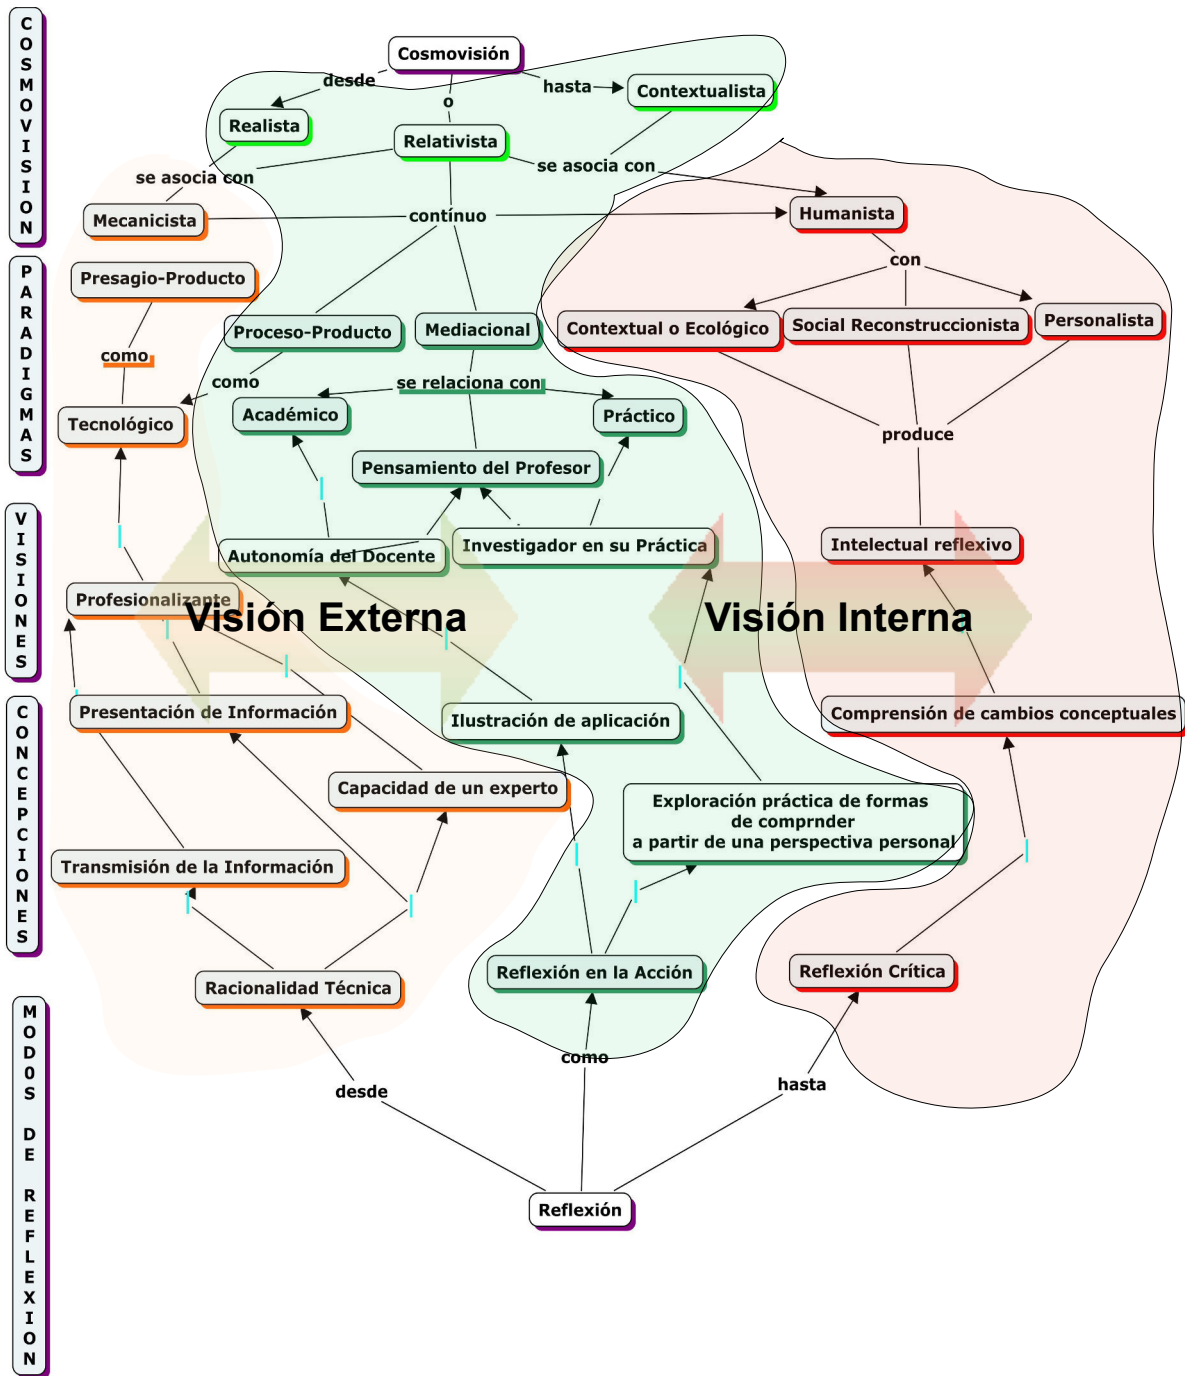 COSMOVISION
Cosmovisión
desde
o
hasta
Contextualista
Realista
Relativista
se asocia con
se asocia con
Mecanicista
contínuo
Humanista
con
PARADIGMAS
Presagio-Producto
Proceso-Producto
Mediacional
Contextual o Ecológico
Social Reconstruccionista
Personalista
como
como
se relaciona con
Tecnológico
Académico
Práctico
produce
Pensamiento del Profesor
VISIONES
Autonomía del Docente
Investigador en su Práctica
Intelectual reflexivo
Profesionalizante
Visión Externa
Visión Interna
CONCEPCIONES
Presentación de Información
Ilustración de aplicación
Comprensión de cambios conceptuales
Capacidad de un experto
Exploración práctica de formas
de comprnder
a partir de una perspectiva personal
Transmisión de la Información
Racionalidad Técnica
Reflexión en la Acción
Reflexión Crítica
MOD0S DE REFLEXION
desde
como
hasta
Reflexión